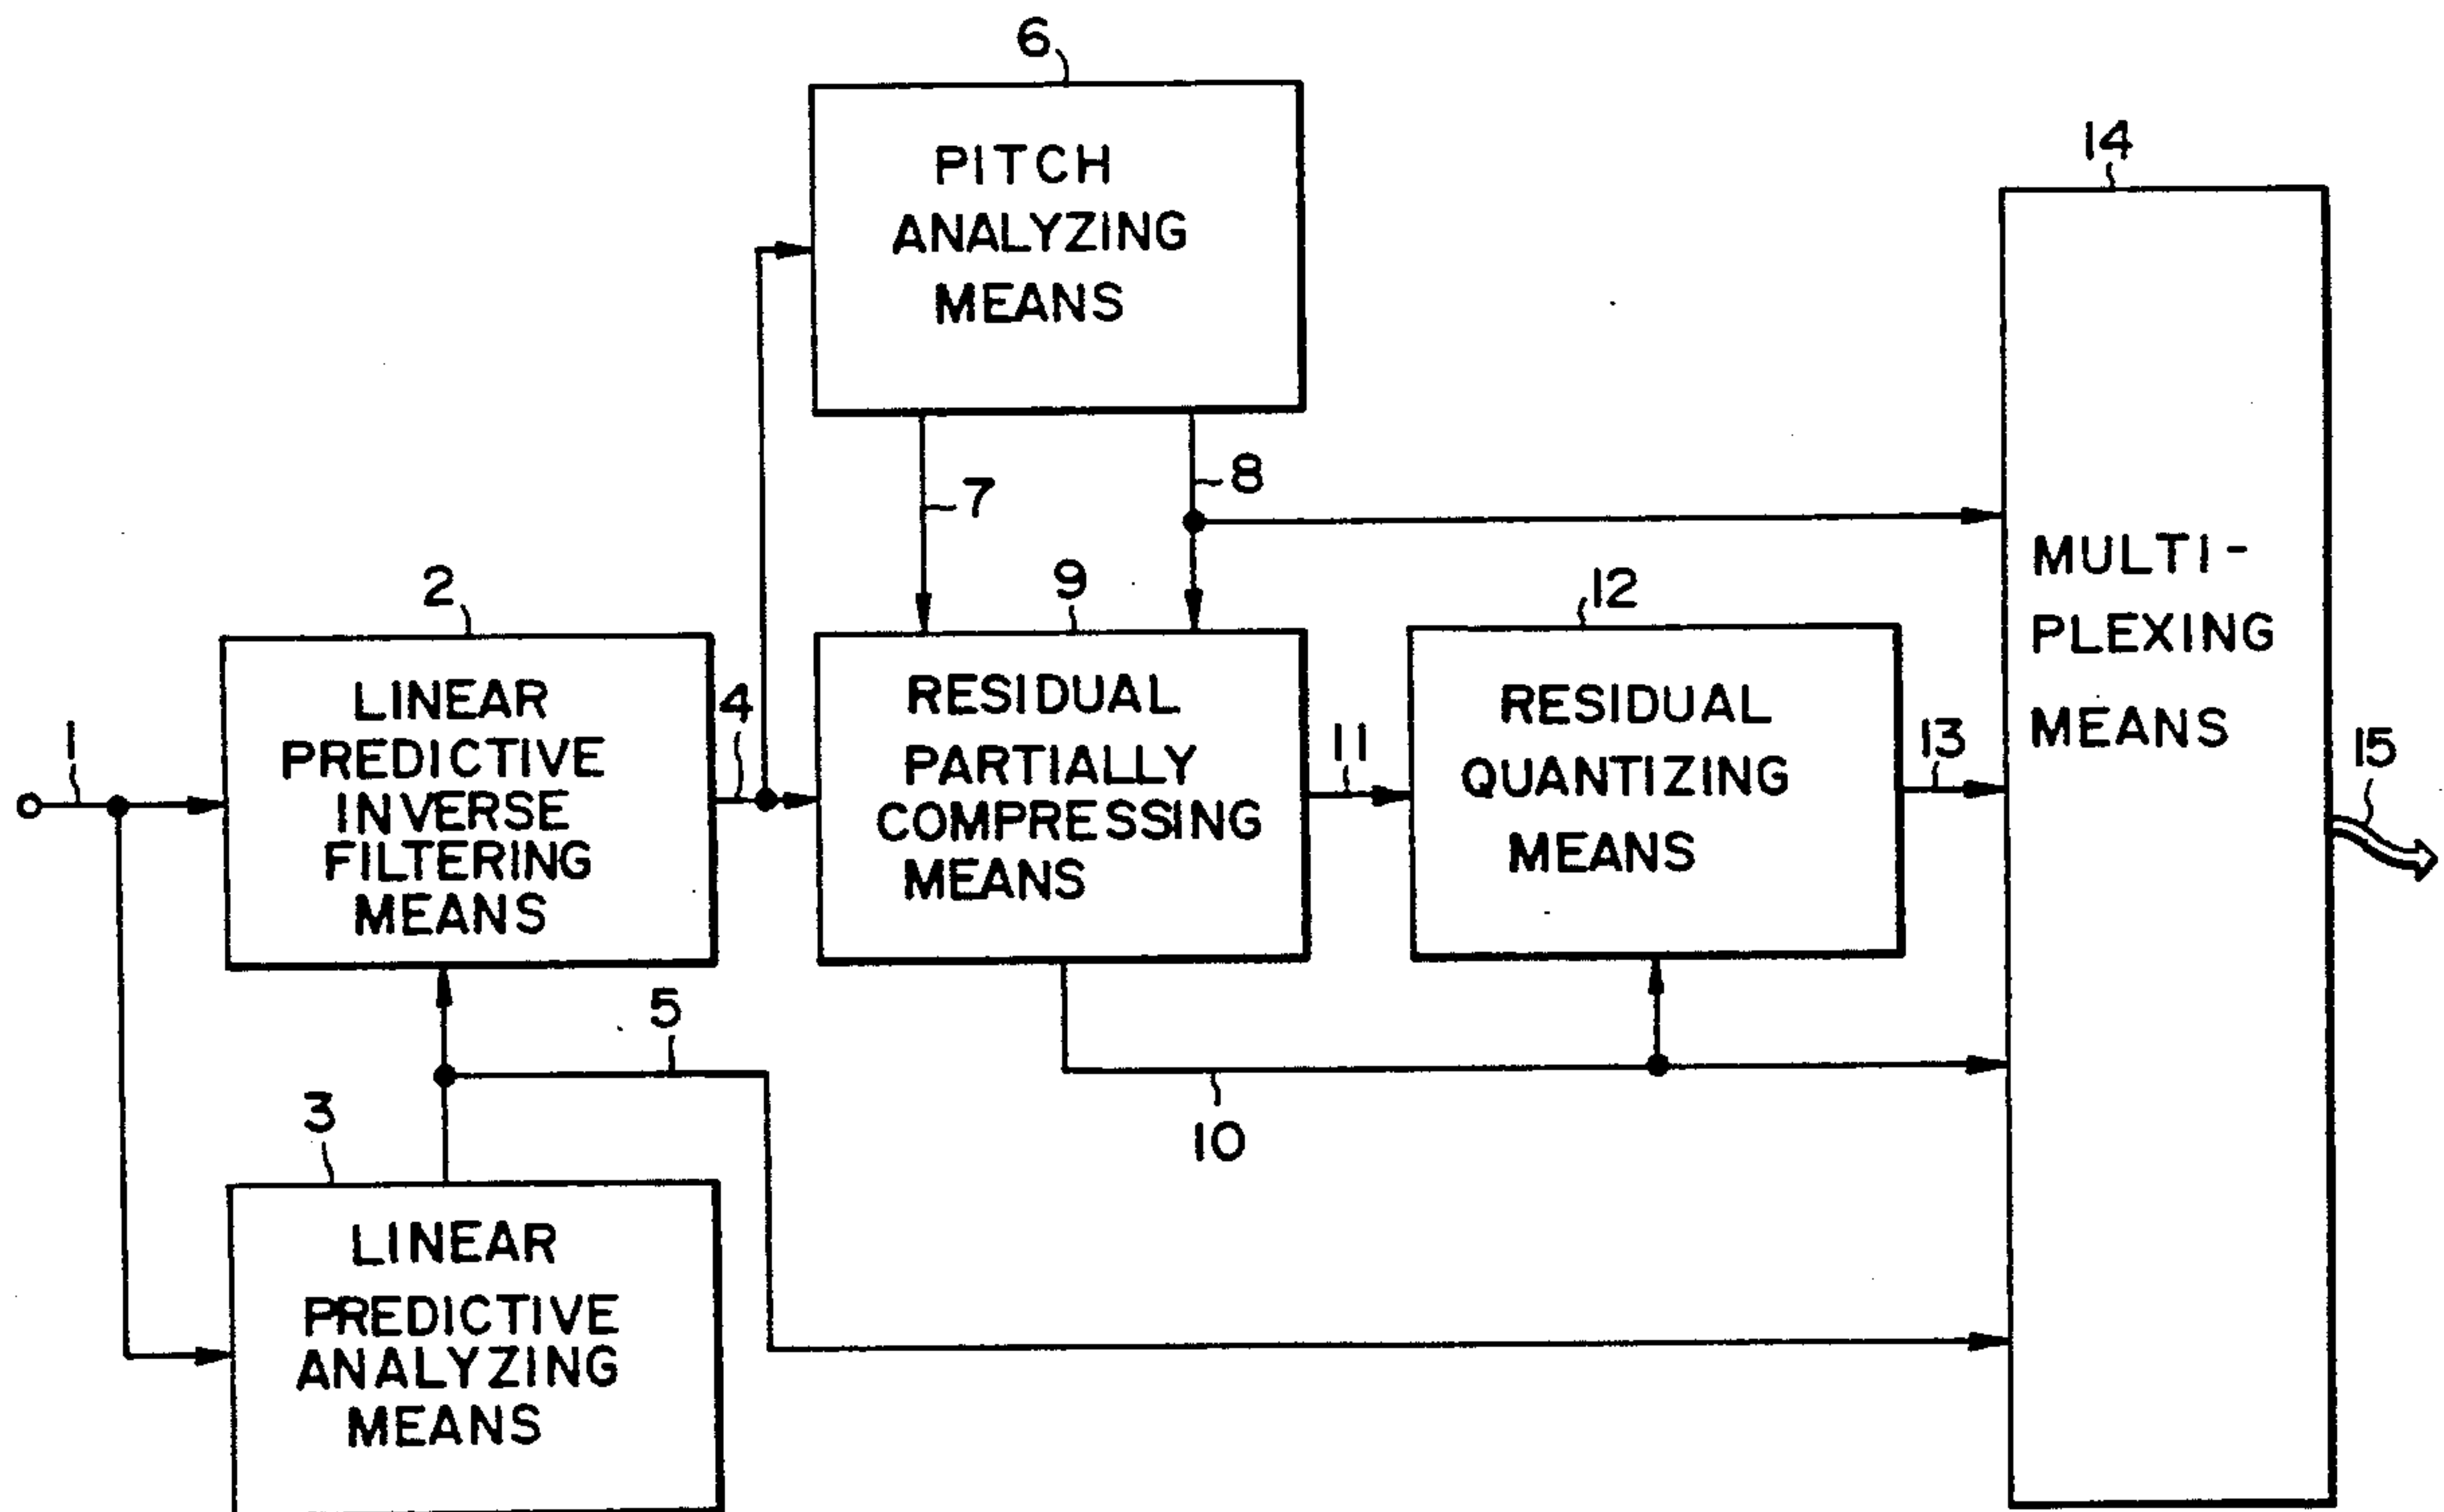 6
PITCH
ANALYZING
MEANS
14
7
8
MULTI-
PLEXING
MEANS
2
LINEAR
PREDICTIVE
INVERSE
FILTERING
MEANS
1
4
9
RESIDUAL
PARTIALLY
COMPRESSING
MEANS
11
12
RESIDUAL
QUANTIZING
MEANS
13
15
5
10
3
LINEAR
PREDICTIVE
ANALYZING
MEANS